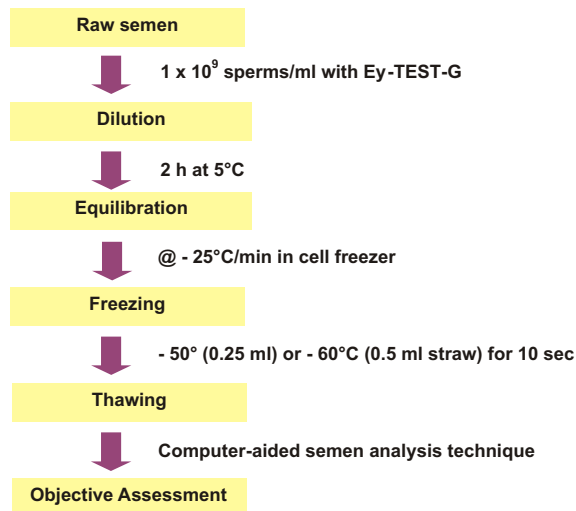 Raw semen
1 x 10⁹ sperms/ml with Ey-TEST-G
Dilution
2 h at 5°C
Equilibration
@ - 25°C/min in cell freezer
Freezing
- 50° (0.25 ml) or - 60°C (0.5 ml straw) for 10 sec
Thawing
Computer-aided semen analysis technique
Objective Assessment